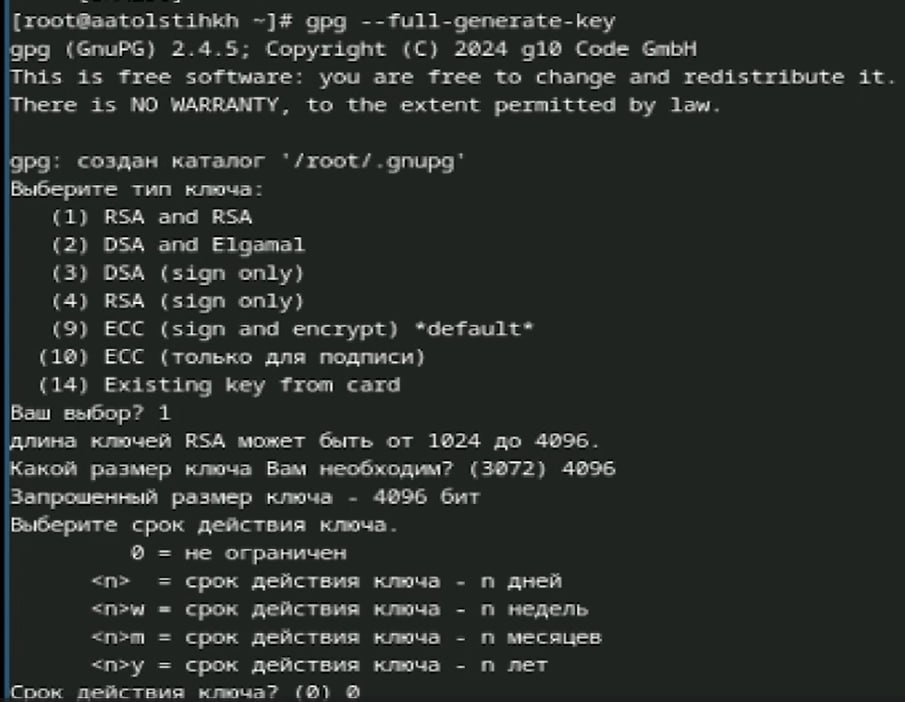 [root@aatolstihkh ~]# gpg --full-generate-key
gpg (GnuPG) 2.4.5; Copyright (C) 2024 g10 Code GmbH
This is free software: you are free to change and redistribute it.
There is NO WARRANTY, to the extent permitted by law.

gpg: создан каталог '/root/.gnupg'
Выберите тип ключа:
   (1) RSA and RSA
   (2) DSA and Elgamal
   (3) DSA (sign only)
   (4) RSA (sign only)
   (9) ECC (sign and encrypt) *default*
  (10) ECC (только для подписи)
  (14) Existing key from card
Ваш выбор? 1
длина ключей RSA может быть от 1024 до 4096.
Какой размер ключа Вам необходим? (3072) 4096
Запрошенный размер ключа - 4096 бит
Выберите срок действия ключа.
         0 = не ограничен
      <n>  = срок действия ключа - n дней
      <n>w = срок действия ключа - n недель
      <n>m = срок действия ключа - n месяцев
      <n>y = срок действия ключа - n лет
Срок действия ключа? (0) 0